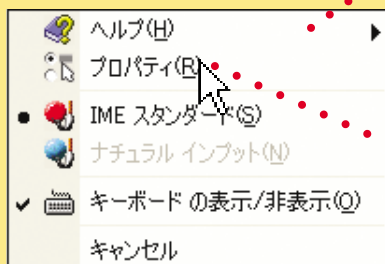 ヘルプ(H)
プロパティ(R)
IME スタンダード(S)
ナチュラル インプット(N)
キーボード の表示/非表示(O)
キャンセル